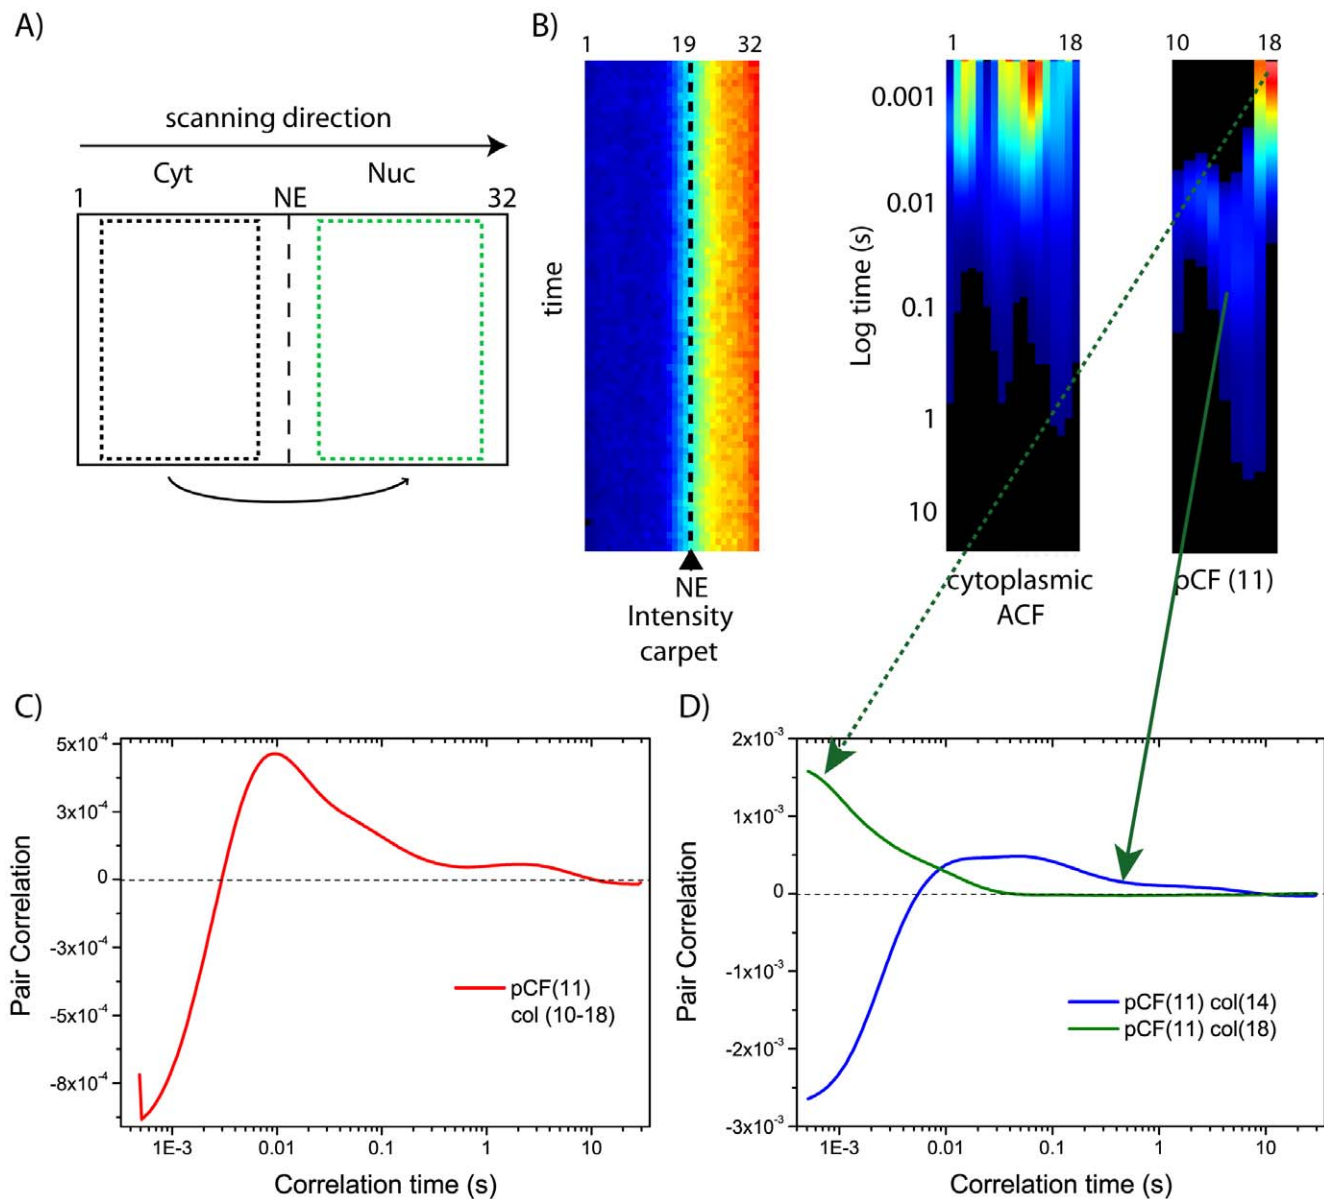 A)
scanning direction
Cyt
Nuc
1
NE
32
B)
1
19
32
time
NE
Intensity
carpet
1
18
10
18
Log time (s)
0.001
0.01
0.1
1
10
cytoplasmic
ACF
pCF (11)
C)
Pair Correlation
5x10⁻⁴
3x10⁻⁴
0
-3x10⁻⁴
-5x10⁻⁴
-8x10⁻⁴
pCF(11)
col (10-18)
1E-3
0.01
0.1
1
10
Correlation time (s)
D)
Pair Correlation
2x10⁻³
1x10⁻³
1x10⁻³
0
-1x10⁻³
-2x10⁻³
-3x10⁻³
pCF(11) col(14)
pCF(11) col(18)
1E-3
0.01
0.1
1
10
Correlation time (s)